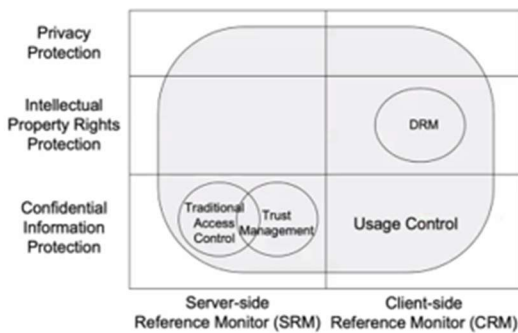 Privacy
Protection
Intellectual
Property Rights
Protection
DRM
Confidential
Information
Protection
Traditional
Access
Control
Trust
Management
Usage Control
Server-side
Reference Monitor (SRM)
Client-side
Reference Monitor (CRM)